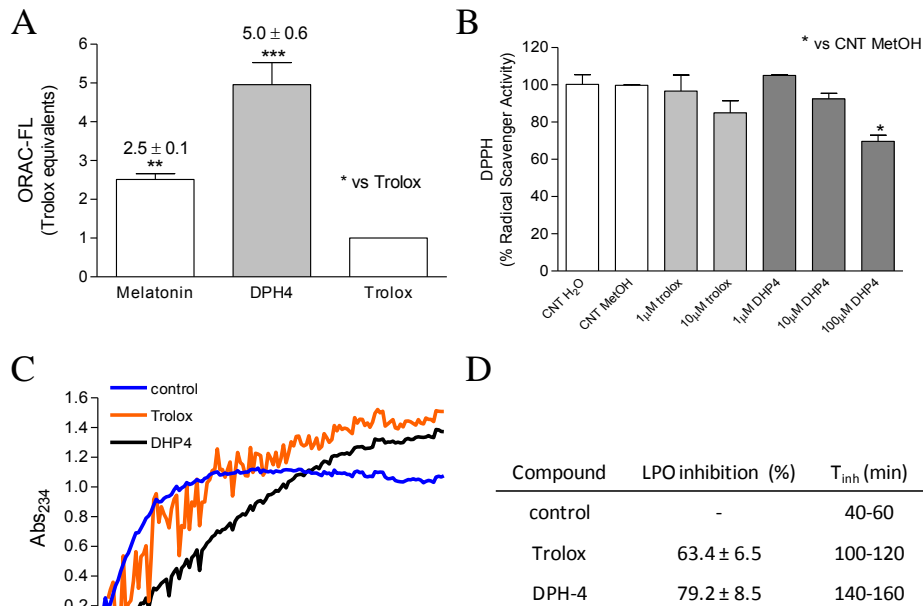 A
5.0 ± 0.6
***
2.5 ± 0.1
**
* vs Trolox
ORAC-FL
(Trolox equivalents)
6
5
4
3
2
1
0
Melatonin DPH4 Trolox
B
* vs CNT MetOH
*
DPPH
(% Radical Scavenger Activity)
120
100
80
60
40
20
0
CNT H₂O
CNT MetOH
1μM trolox
10μM trolox
1μM DHP4
10μM DHP4
100μM DHP4
C
control
Trolox
DHP4
Abs₂₃₄
1.6
1.4
1.2
1.0
0.8
0.6
0.4
0.2
D
Compound LPO inhibition (%) Tinh (min)
control - 40-60
Trolox 63.4 ± 6.5 100-120
DPH-4 79.2 ± 8.5 140-160